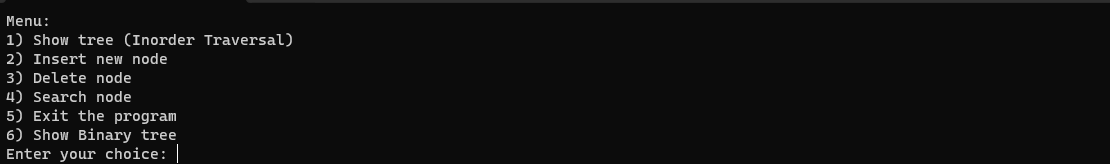 Menu:
1) Show tree (Inorder Traversal)
2) Insert new node
3) Delete node
4) Search node
5) Exit the program
6) Show Binary tree
Enter your choice: